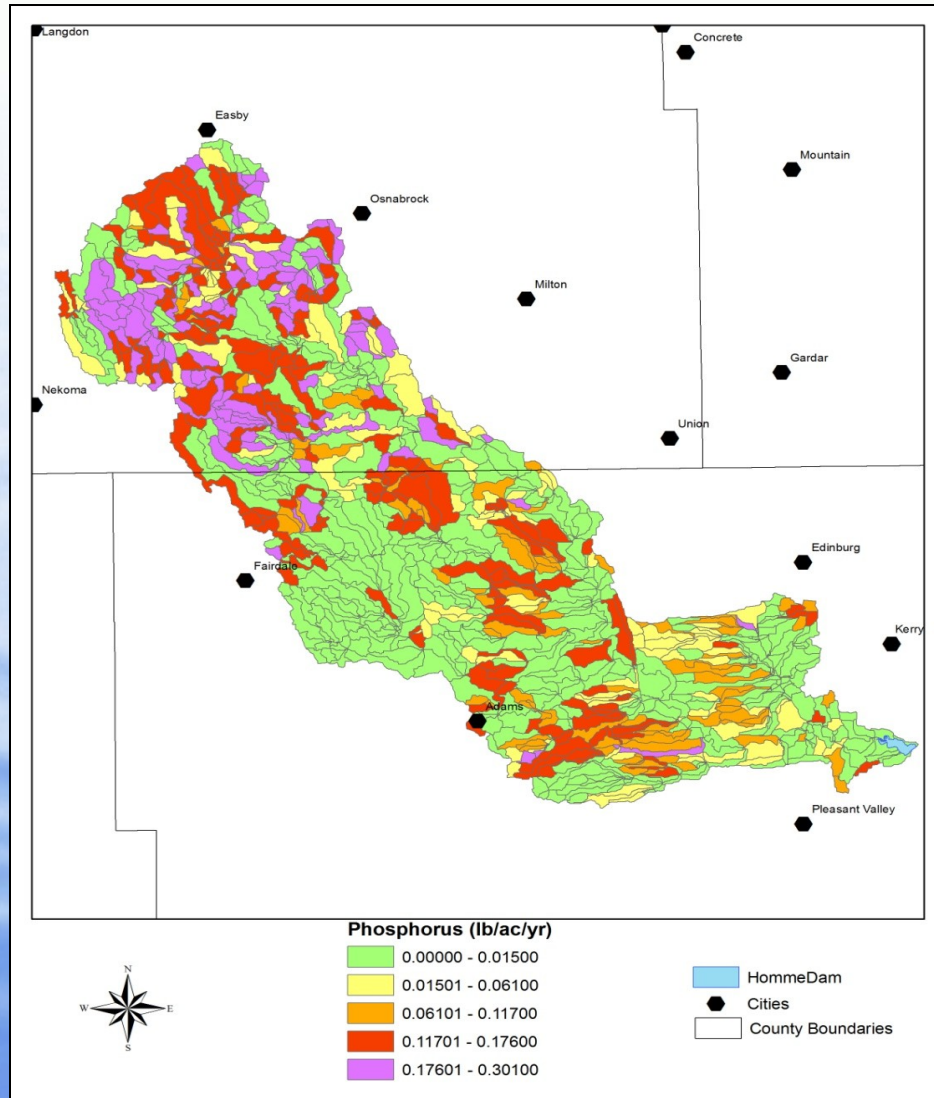 Langdon
Concrete
Easby
Mountain
Osnabrock
Milton
Gardar
Nekoma
Union
Edinburg
Fairdale
Kerry
Adams
Pleasant Valley
Phosphorus (lb/ac/yr)
0.00000 - 0.01500
0.01501 - 0.06100
0.06101 - 0.11700
0.11701 - 0.17600
0.17601 - 0.30100
N
W E
S
HommeDam
Cities
County Boundaries